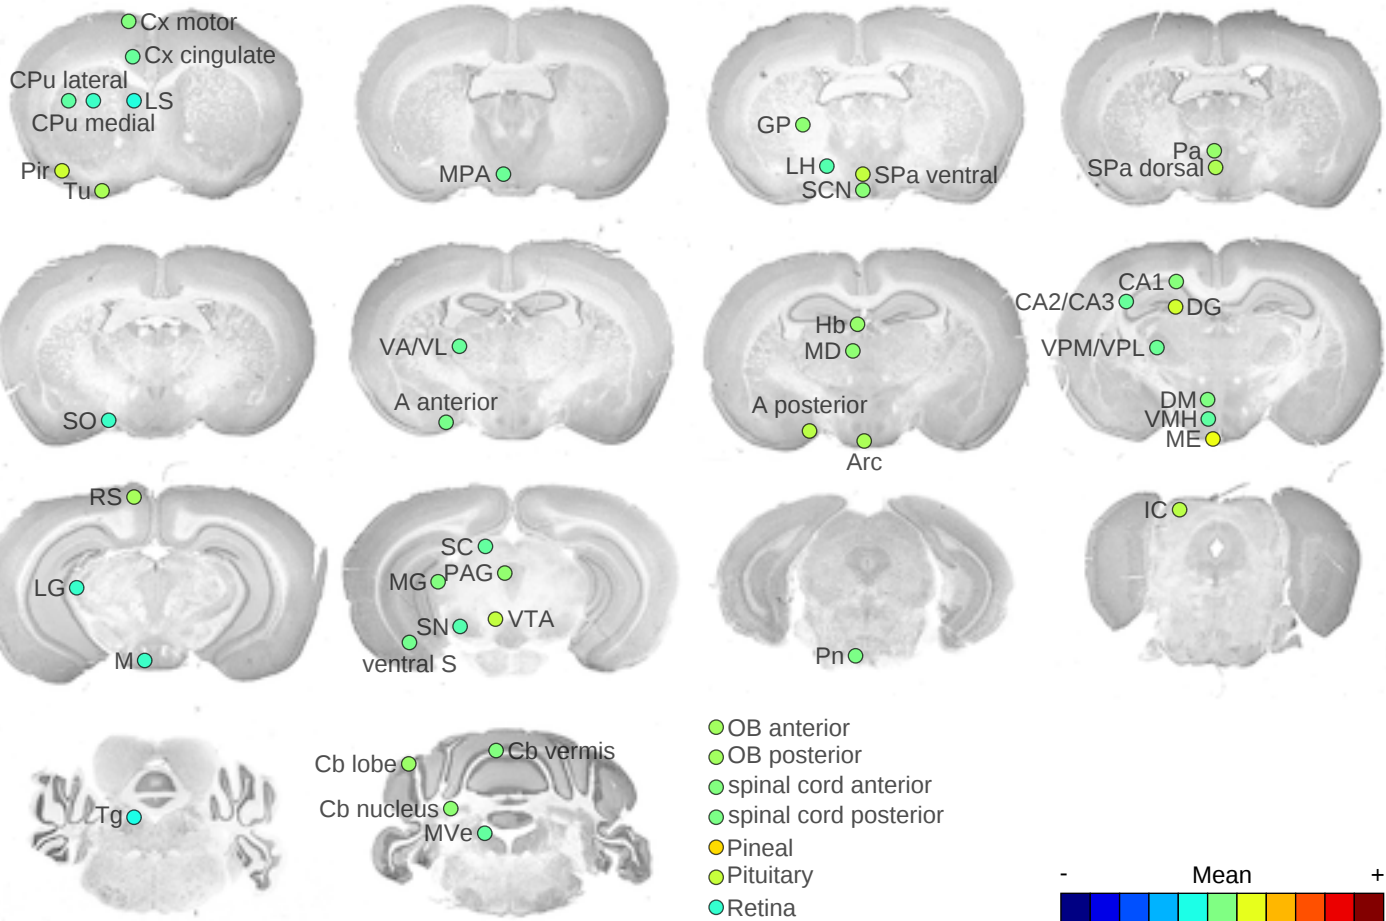 Cx motor
Cx cingulate
CPu lateral
LS
CPu medial
Pir
Tu
MPA
GP
LH
SPa ventral
SCN
Pa
SPa dorsal
SO
VA/VL
A anterior
Hb
MD
A posterior
Arc
CA1
CA2/CA3
DG
VPM/VPL
DM
VMH
ME
RS
LG
M
SC
MG
PAG
SN
VTA
ventral S
Pn
IC
Tg
Cb lobe
Cb vermis
Cb nucleus
MVe
OB anterior
OB posterior
spinal cord anterior
spinal cord posterior
Pineal
Pituitary
Retina
- Mean +